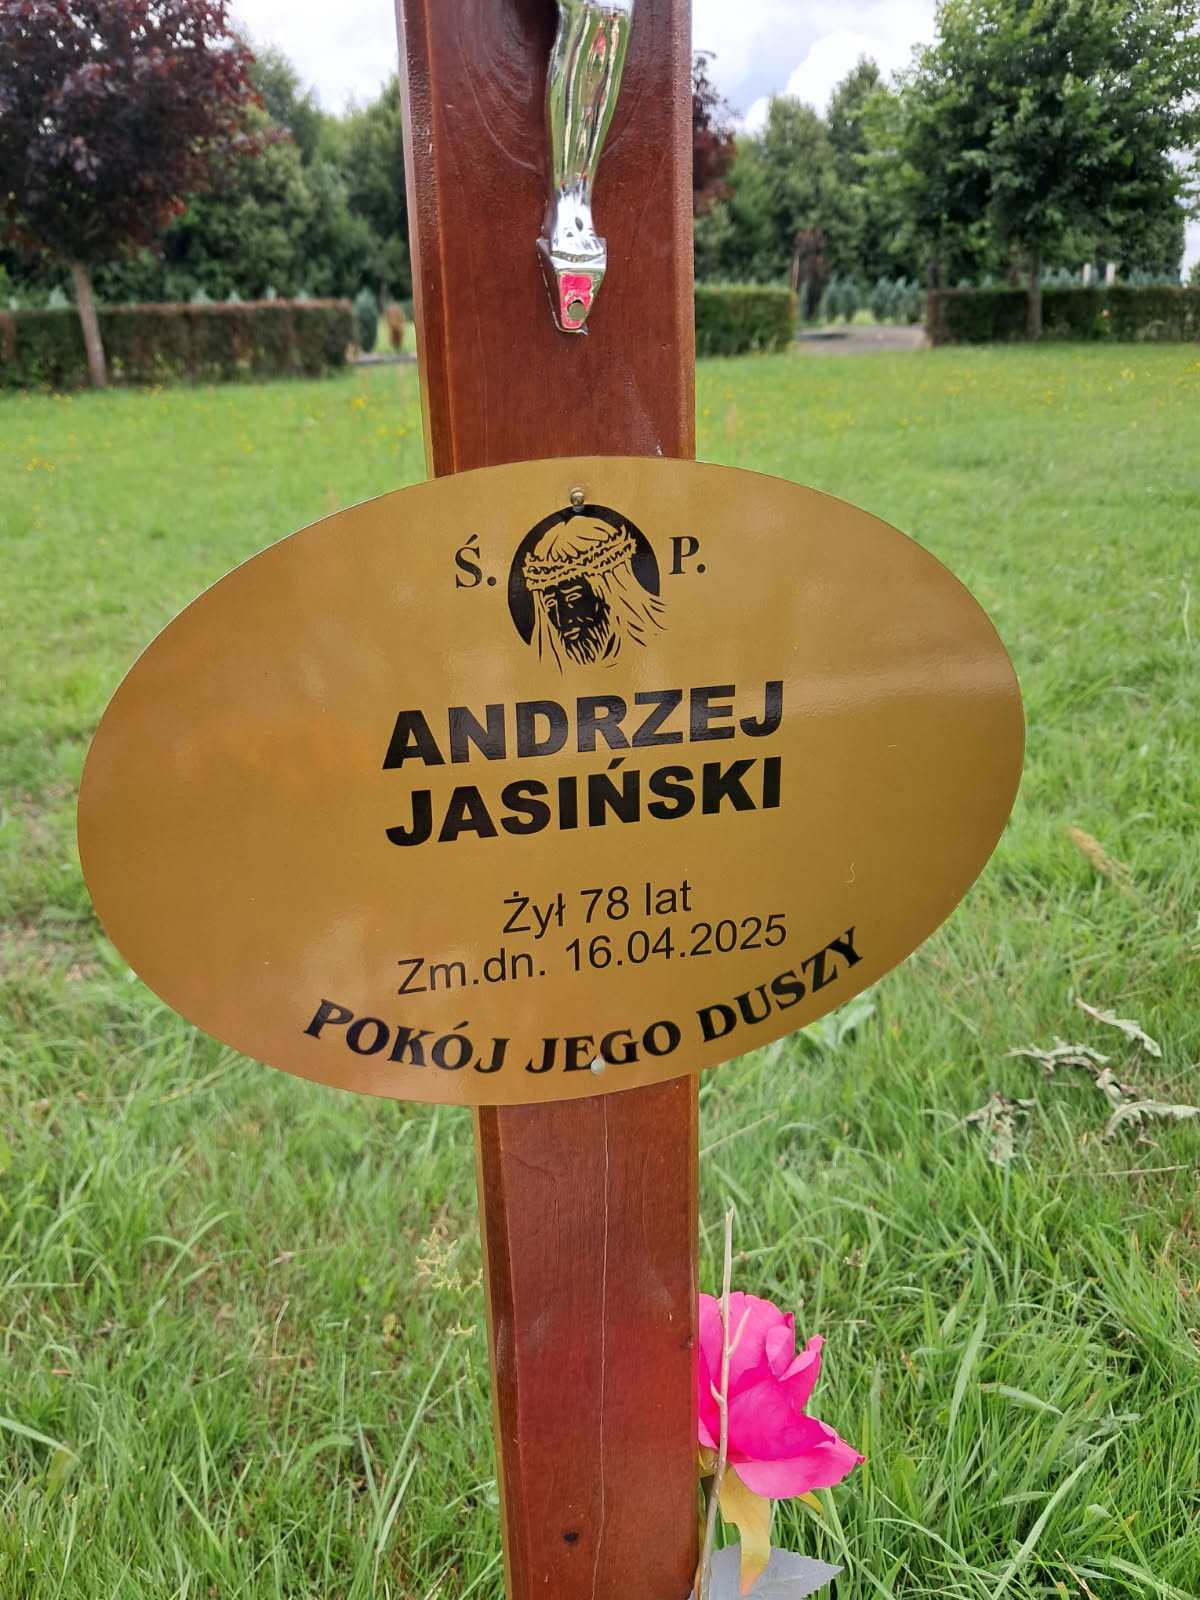 Ś. P.
ANDRZEJ
JASIŃSKI
Żył 78 lat
Zm.dn. 16.04.2025
POKÓJ JEGO DUSZY